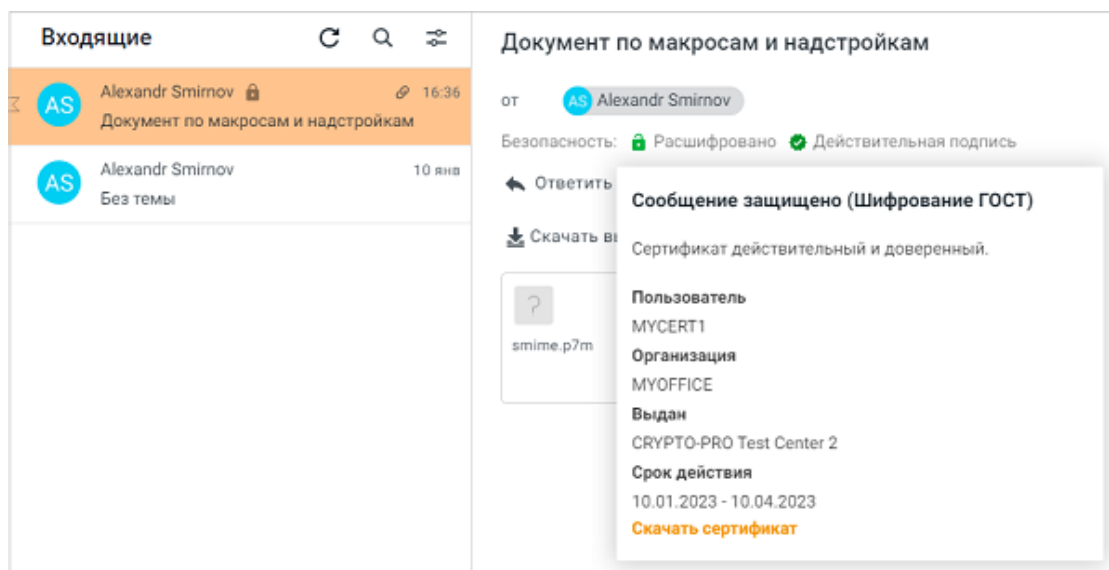 Входящие
AS
Alexandr Smirnov
16:36
Документ по макросам и надстройкам
AS
Alexandr Smirnov
10 янв
Без темы
Документ по макросам и надстройкам
от
AS
Alexandr Smirnov
Безопасность: Расшифровано Действительная подпись
Ответить
Скачать
?
smime.p7m
Сообщение защищено (Шифрование ГОСТ)
Сертификат действительный и доверенный.
Пользователь
MYCERT1
Организация
MYOFFICE
Выдан
CRYPTO-PRO Test Center 2
Срок действия
10.01.2023 - 10.04.2023
Скачать сертификат